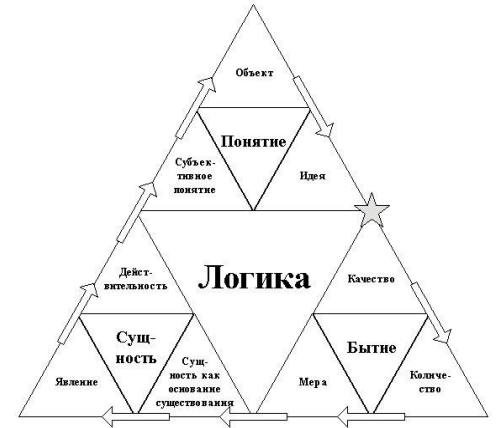 Объект
Понятие
Субъек-
тивное
понятие
Идея
Логика
Дейст-
вительность
Качество
Сущ-
ность
Бытие
Явление
Сущ-
ность как
основание
существования
Мера
Количе-
ство